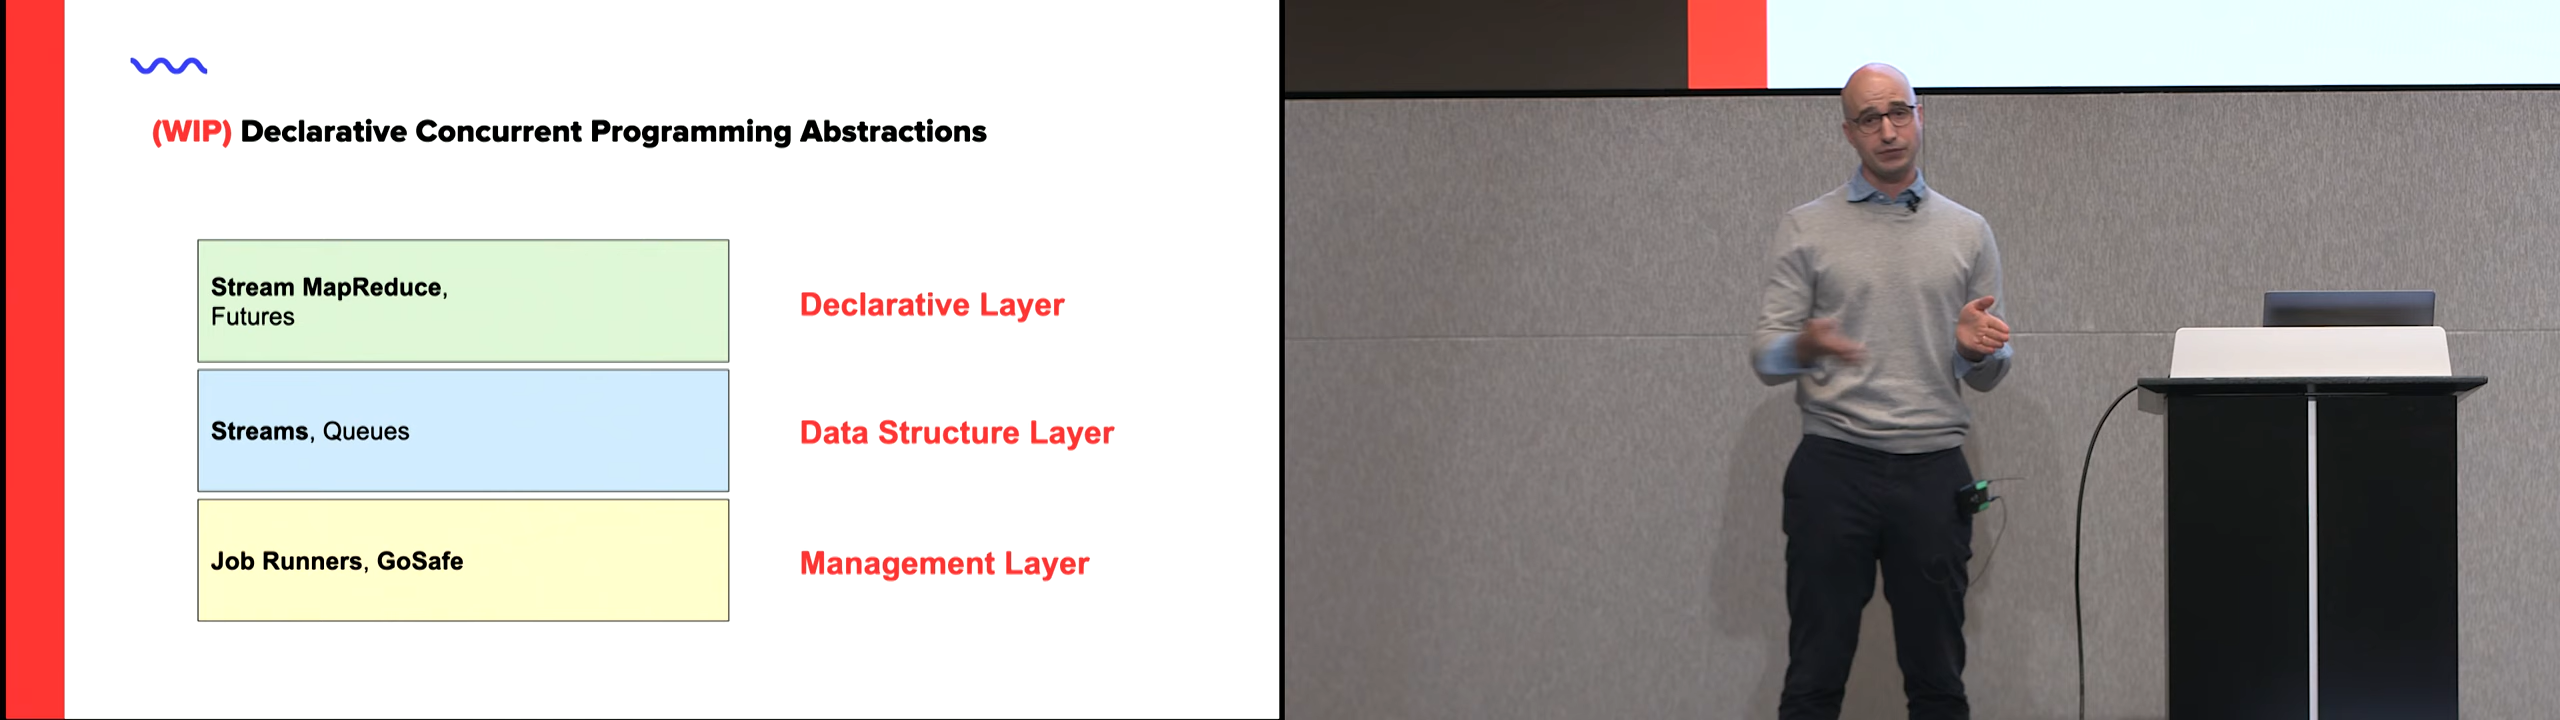 (WIP) Declarative Concurrent Programming Abstractions
Stream MapReduce,
Futures
Declarative Layer
Streams, Queues
Data Structure Layer
Job Runners, GoSafe
Management Layer